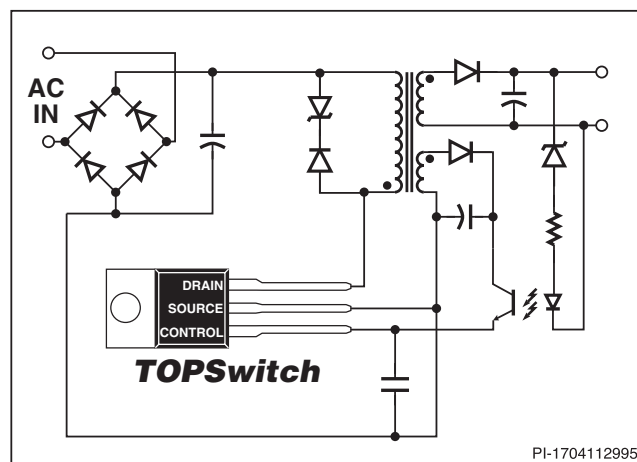 AC
IN
DRAIN
SOURCE
CONTROL
TOPSwitch
PI-1704112995